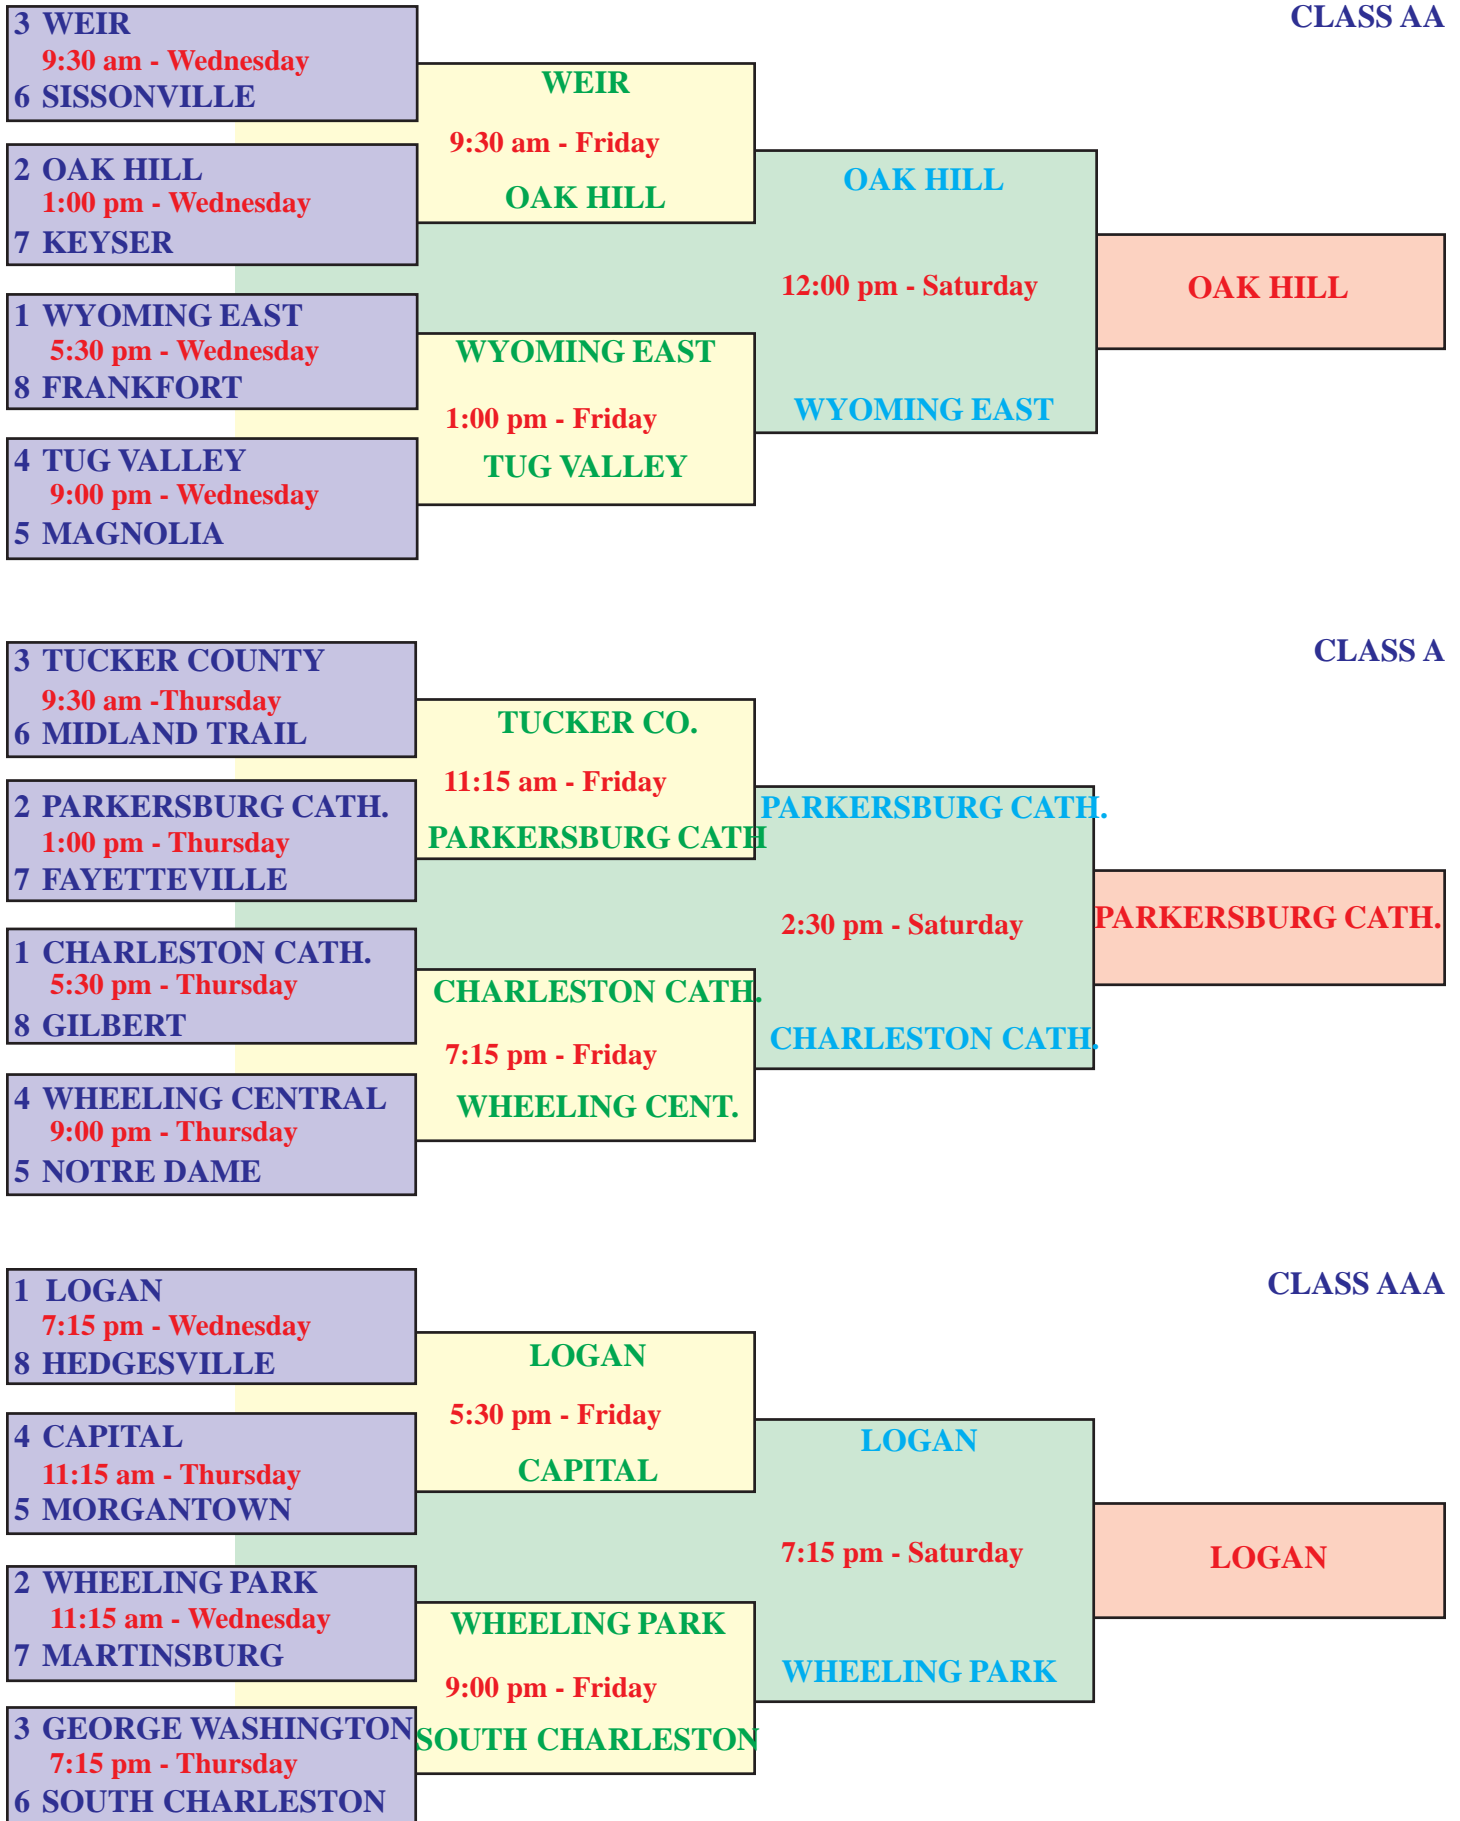 CLASS AA
3 WEIR
9:30 am - Wednesday
6 SISSONVILLE
2 OAK HILL
1:00 pm - Wednesday
7 KEYSER
1 WYOMING EAST
5:30 pm - Wednesday
8 FRANKFORT
4 TUG VALLEY
9:00 pm - Wednesday
5 MAGNOLIA
WEIR
9:30 am - Friday
OAK HILL
WYOMING EAST
1:00 pm - Friday
TUG VALLEY
OAK HILL
12:00 pm - Saturday
WYOMING EAST
OAK HILL
CLASS A
3 TUCKER COUNTY
9:30 am -Thursday
6 MIDLAND TRAIL
2 PARKERSBURG CATH.
1:00 pm - Thursday
7 FAYETTEVILLE
1 CHARLESTON CATH.
5:30 pm - Thursday
8 GILBERT
4 WHEELING CENTRAL
9:00 pm - Thursday
5 NOTRE DAME
TUCKER CO.
11:15 am - Friday
PARKERSBURG CATH
CHARLESTON CATH.
7:15 pm - Friday
WHEELING CENT.
PARKERSBURG CATH.
2:30 pm - Saturday
CHARLESTON CATH.
PARKERSBURG CATH.
CLASS AAA
1 LOGAN
7:15 pm - Wednesday
8 HEDGESVILLE
4 CAPITAL
11:15 am - Thursday
5 MORGANTOWN
2 WHEELING PARK
11:15 am - Wednesday
7 MARTINSBURG
3 GEORGE WASHINGTON
7:15 pm - Thursday
6 SOUTH CHARLESTON
LOGAN
5:30 pm - Friday
CAPITAL
WHEELING PARK
9:00 pm - Friday
SOUTH CHARLESTON
LOGAN
7:15 pm - Saturday
WHEELING PARK
LOGAN